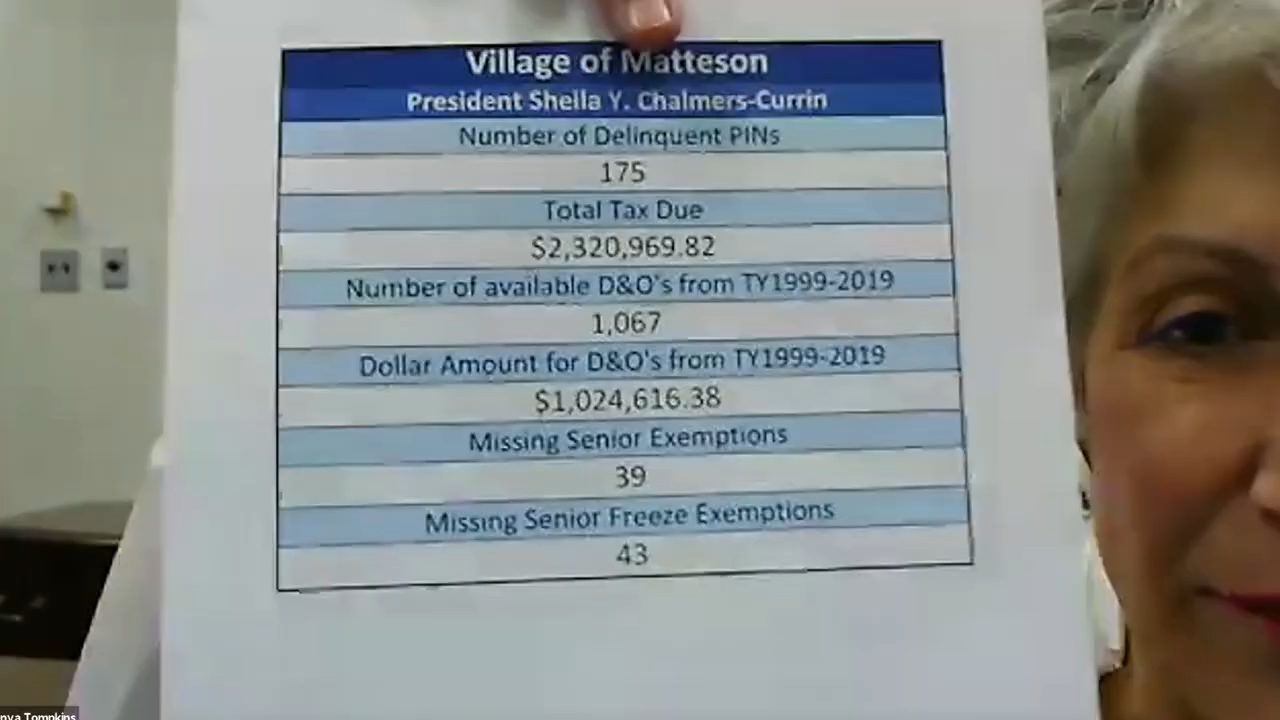 Village of Matteson
President Sheila Y. Chalmers-Currin
Number of Delinquent PINs
175
Total Tax Due
$2,320,969.82
Number of available D&O's from TY1999-2019
1,067
Dollar Amount for D&O's from TY1999-2019
$1,024,616.38
Missing Senior Exemptions
39
Missing Senior Freeze Exemptions
43
Tompkins